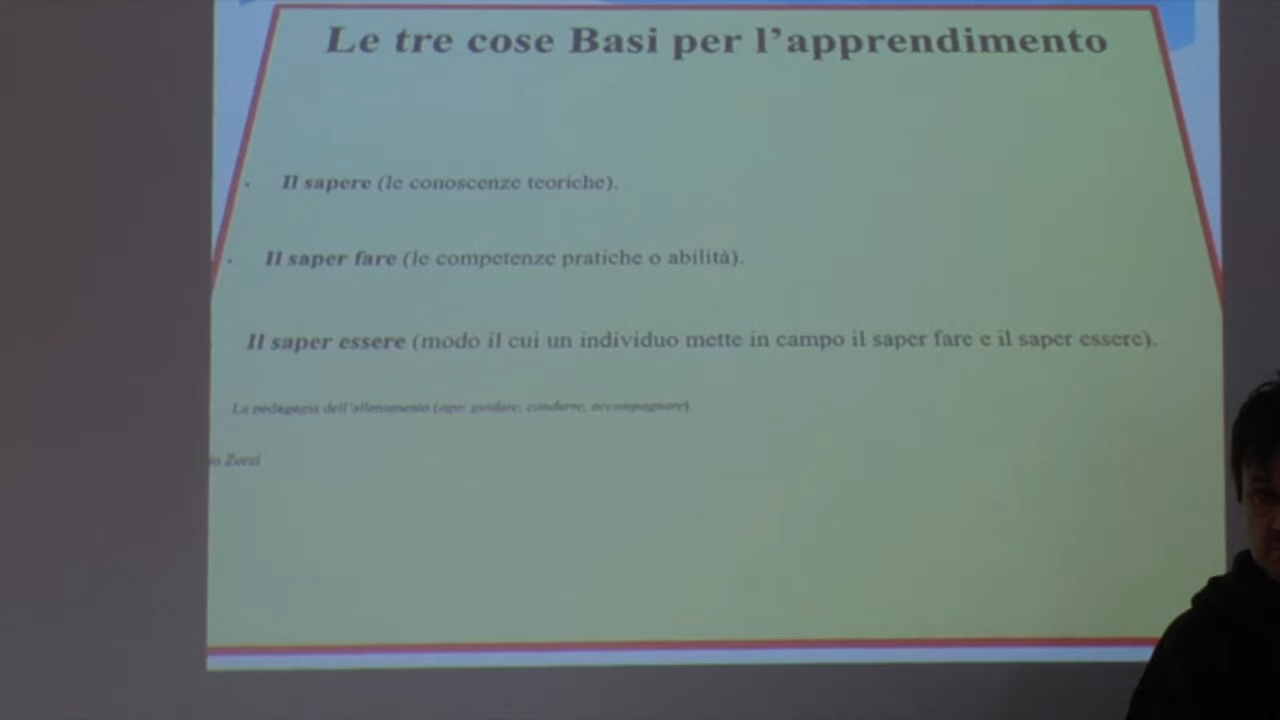 Le tre cose Basi per l'apprendimento
Il sapere (le conoscenze teoriche).
Il saper fare (le competenze pratiche o abilità).
Il saper essere (modo il cui un individuo mette in campo il saper fare e il saper essere).
La pedagogia dell'allenamento (ago: guidare, condurre, accompagnare).
io Zorzi